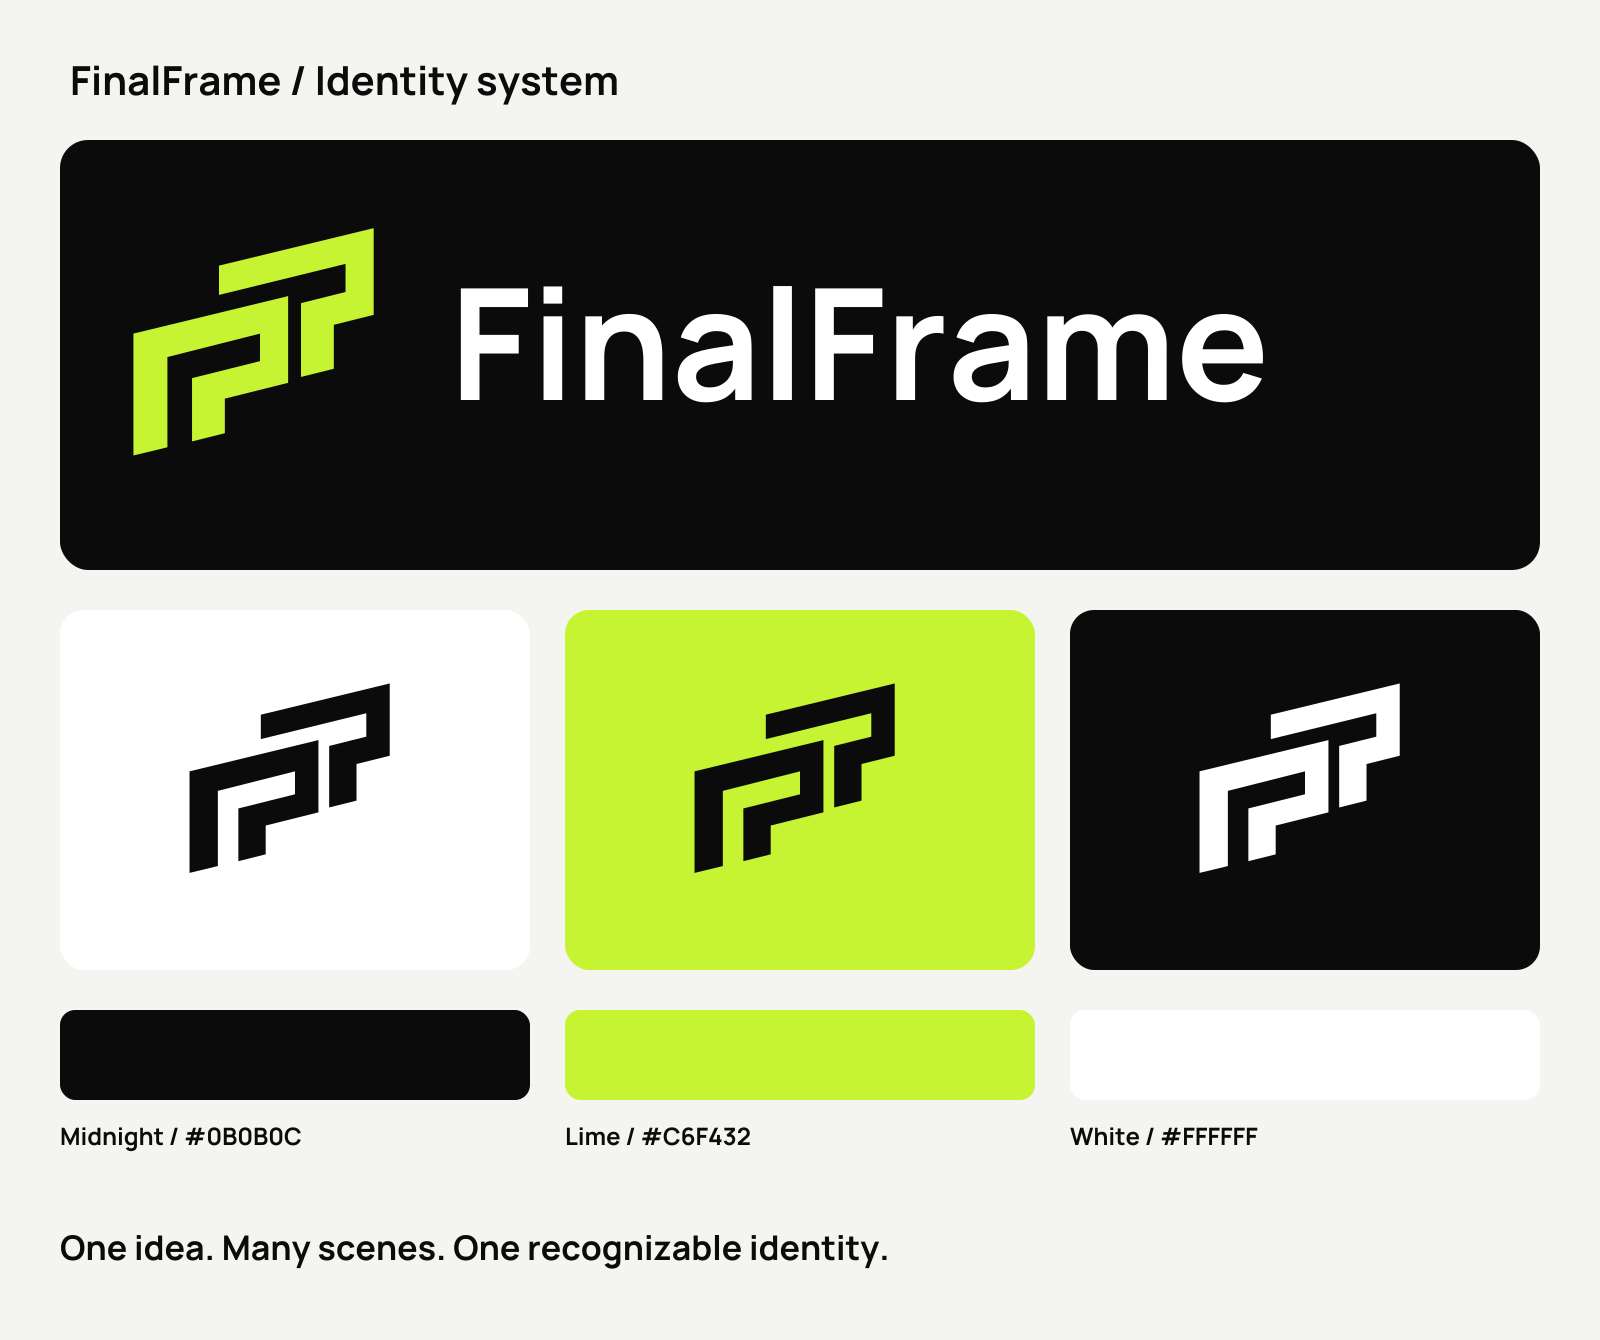 FinalFrame / Identity system
FinalFrame
Midnight / #0B0B0C
Lime / #C6F432
White / #FFFFFF
One idea. Many scenes. One recognizable identity.